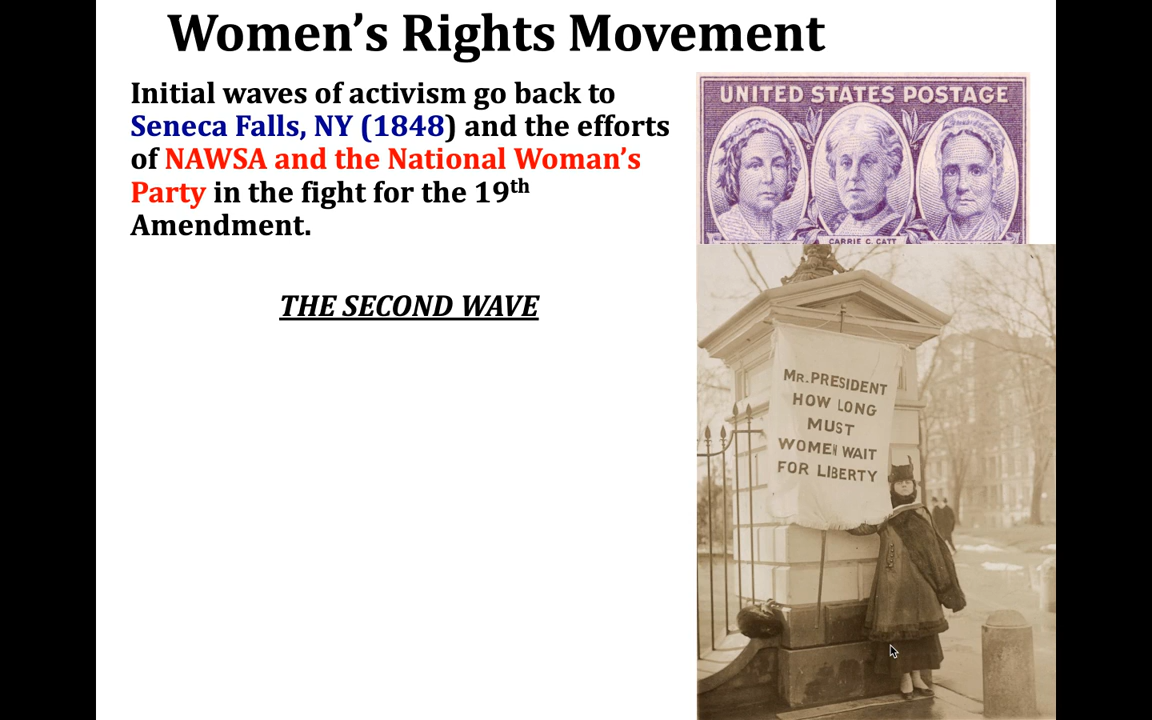 Women's Rights Movement
Initial waves of activism go back to
Seneca Falls, NY (1848) and the efforts
of NAWSA and the National Woman's
Party in the fight for the 19th
Amendment.
THE SECOND WAVE
UNITED STATES POSTAGE
CARRIE C. CATT
MR. PRESIDENT
HOW LONG
MUST
WOMEN WAIT
FOR LIBERTY